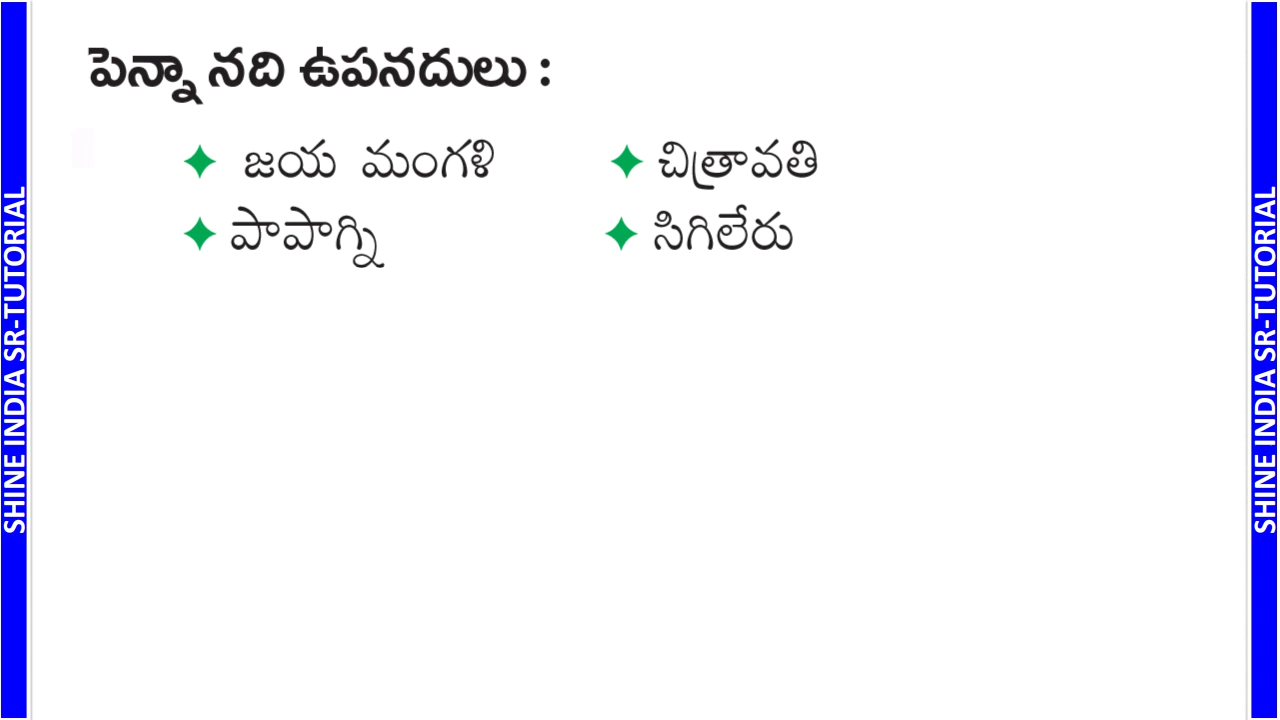 పెన్నా నది ఉపనదులు :
✦ జయ మంగళి ✦ చిత్రావతి
✦ పాపాగ్ని ✦ సిగిలేరు
SHINE INDIA SR-TUTORIAL
SHINE INDIA SR-TUTORIAL